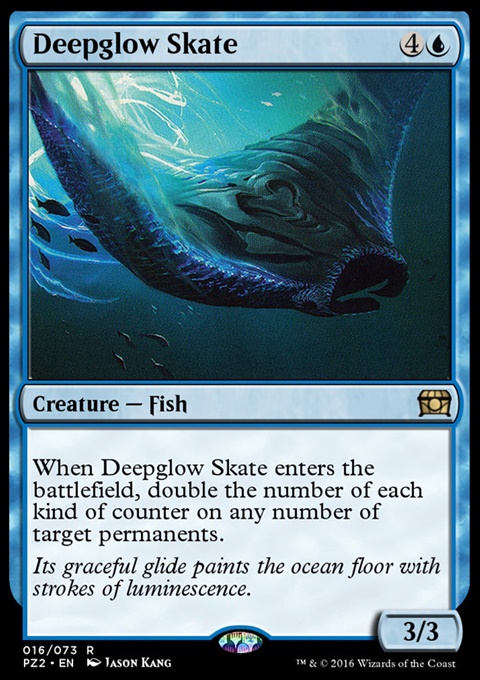 Deepglow Skate 4
Creature — Fish
When Deepglow Skate enters the
battlefield, double the number of each
kind of counter on any number of
target permanents.
Its graceful glide paints the ocean floor with
strokes of luminescence.
3/3
016/073 R
PZ2 • EN Jason Kang
™ & © 2016 Wizards of the Coast